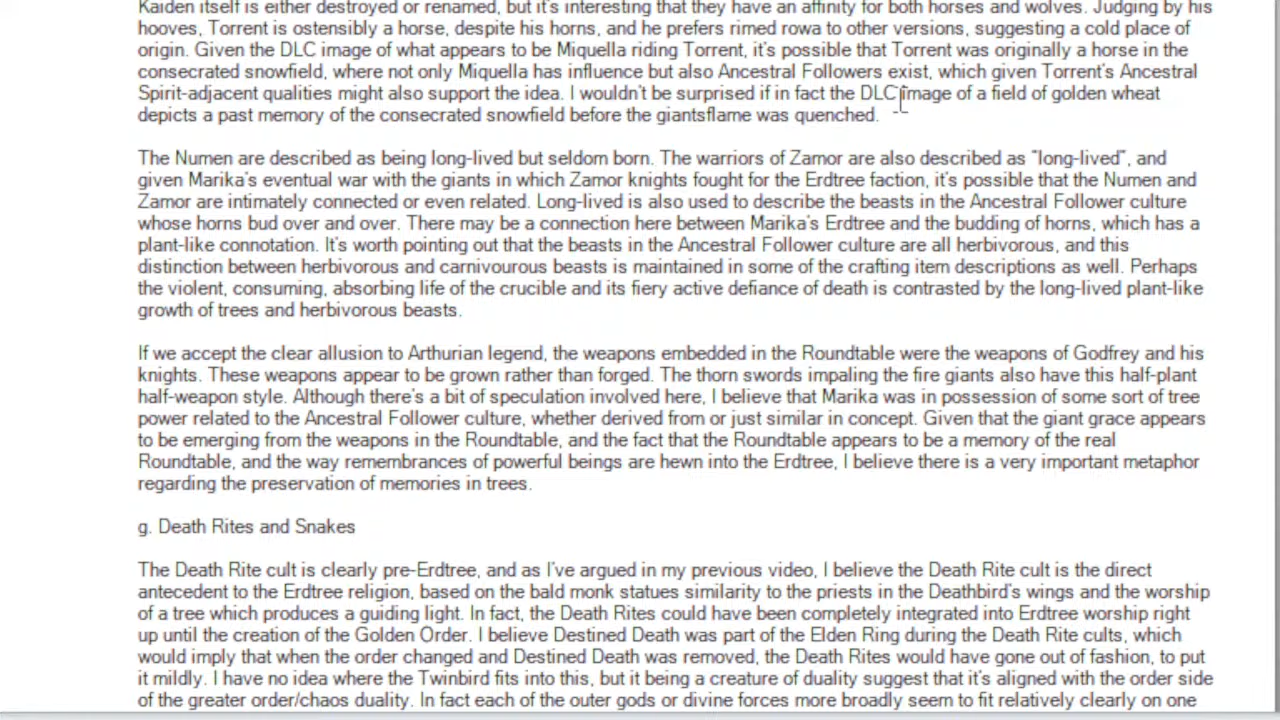 Kaiden itself is either destroyed or renamed, but it's interesting that they have an affinity for both horses and wolves. Judging by his
hooves, Torrent is ostensibly a horse, despite his horns, and he prefers rimed rowa to other versions, suggesting a cold place of
origin. Given the DLC image of what appears to be Miquella riding Torrent, it's possible that Torrent was originally a horse in the
consecrated snowfield, where not only Miquella has influence but also Ancestral Followers exist, which given Torrent's Ancestral
Spirit-adjacent qualities might also support the idea. I wouldn't be surprised if in fact the DLC image of a field of golden wheat
depicts a past memory of the consecrated snowfield before the giantsflame was quenched.
The Numen are described as being long-lived but seldom born. The warriors of Zamor are also described as "long-lived", and
given Marika's eventual war with the giants in which Zamor knights fought for the Erdtree faction, it's possible that the Numen and
Zamor are intimately connected or even related. Long-lived is also used to describe the beasts in the Ancestral Follower culture
whose horns bud over and over. There may be a connection here between Marika's Erdtree and the budding of horns, which has a
plant-like connotation. It's worth pointing out that the beasts in the Ancestral Follower culture are all herbivorous, and this
distinction between herbivorous and carnivourous beasts is maintained in some of the crafting item descriptions as well. Perhaps
the violent, consuming, absorbing life of the crucible and its fiery active defiance of death is contrasted by the long-lived plant-like
growth of trees and herbivorous beasts.
If we accept the clear allusion to Arthurian legend, the weapons embedded in the Roundtable were the weapons of Godfrey and his
knights. These weapons appear to be grown rather than forged. The thorn swords impaling the fire giants also have this half-plant
half-weapon style. Although there's a bit of speculation involved here, I believe that Marika was in possession of some sort of tree
power related to the Ancestral Follower culture, whether derived from or just similar in concept. Given that the giant grace appears
to be emerging from the weapons in the Roundtable, and the fact that the Roundtable appears to be a memory of the real
Roundtable, and the way remembrances of powerful beings are hewn into the Erdtree, I believe there is a very important metaphor
regarding the preservation of memories in trees.
g. Death Rites and Snakes
The Death Rite cult is clearly pre-Erdtree, and as I've argued in my previous video, I believe the Death Rite cult is the direct
antecedent to the Erdtree religion, based on the bald monk statues similarity to the priests in the Deathbird's wings and the worship
of a tree which produces a guiding light. In fact, the Death Rites could have been completely integrated into Erdtree worship right
up until the creation of the Golden Order. I believe Destined Death was part of the Elden Ring during the Death Rite cults, which
would imply that when the order changed and Destined Death was removed, the Death Rites would have gone out of fashion, to put
it mildly. I have no idea where the Twinbird fits into this, but it being a creature of duality suggest that it's aligned with the order side
of the greater order/chaos duality. In fact each of the outer gods or divine forces more broadly seem to fit relatively clearly on one